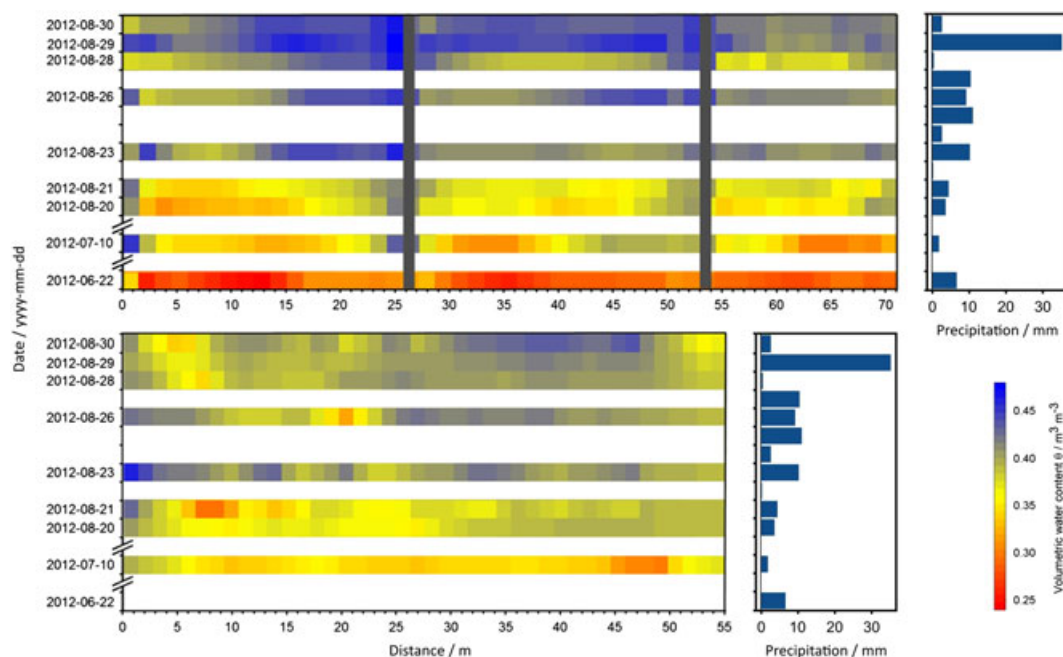 2012-08-30
2012-08-29
2012-08-28
2012-08-26
2012-08-23
2012-08-21
2012-08-20
2012-07-10
2012-06-22
0 5 10 15 20 25 30 35 40 45 50 55 60 65 70
0 10 20 30
Precipitation / mm
Date / yyyy-mm-dd
2012-08-30
2012-08-29
2012-08-28
2012-08-26
2012-08-23
2012-08-21
2012-08-20
2012-07-10
2012-06-22
0 5 10 15 20 25 30 35 40 45 50 55
Distance / m
0 10 20 30
Precipitation / mm
0.45
0.40
0.35
0.30
0.25
Volumetric water content θ / m³ m⁻³